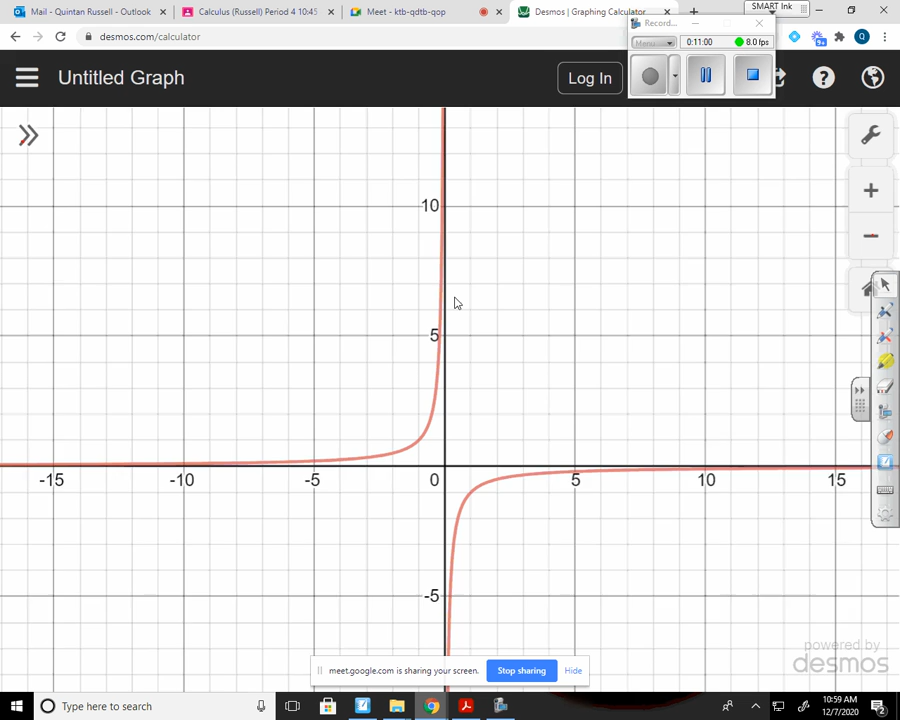 Mail - Quintan Russell - Outlook
Calculus (Russell) Period 4 10:45
Meet - ktb-qdtb-qop
Desmos | Graphing Calculator
SMART Ink
desmos.com/calculator
Record...
Menu
0:11:00
8.0 fps
9+
Q
Untitled Graph
Log In
10
5
-15
-10
-5
0
5
10
15
-5
powered by
desmos
meet.google.com is sharing your screen.
Stop sharing
Hide
Type here to search
10:59 AM
12/7/2020
2